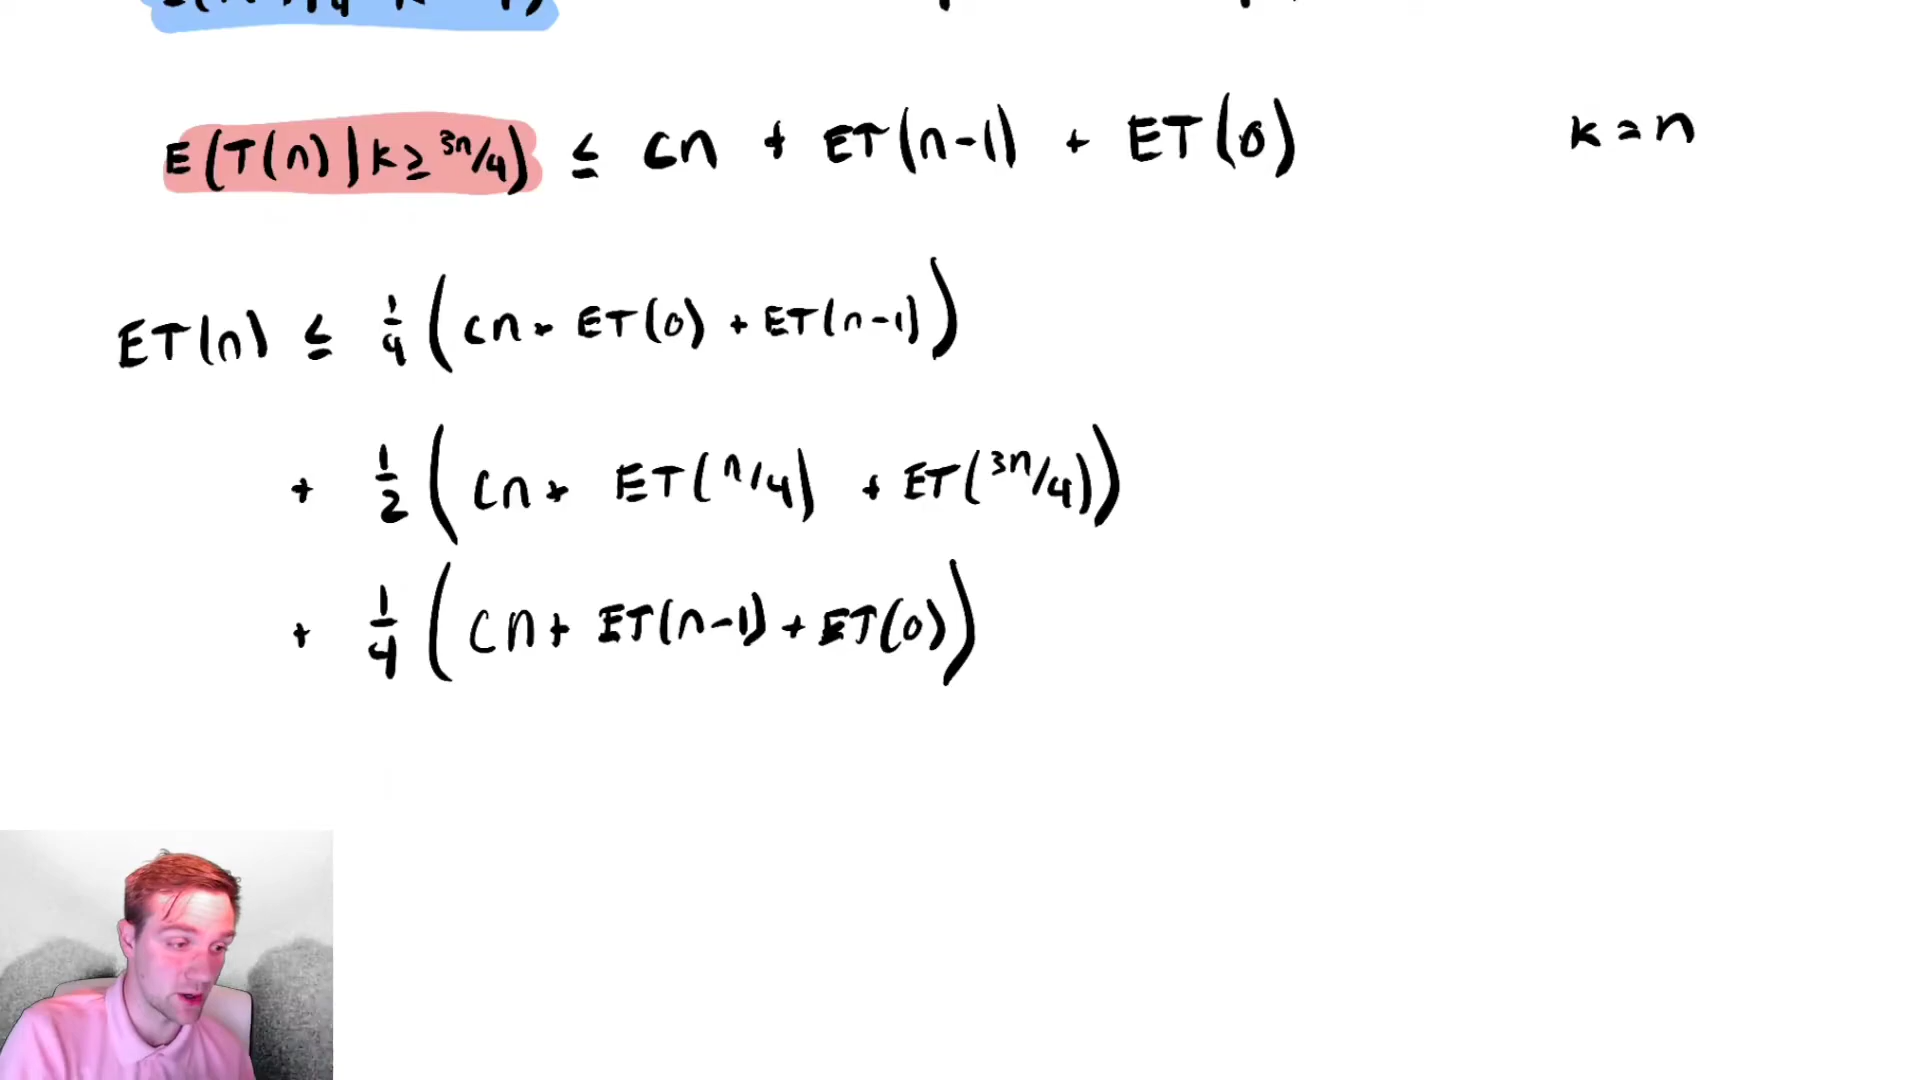 E(T(n)|k≥3n/4) ≤ cn + ET(n-1) + ET(0) k=n
ET(n) ≤ 1/4 (cn + ET(0) + ET(n-1))
+ 1/2 (cn + ET(n/4) + ET(3n/4))
+ 1/4 (cn + ET(n-1) + ET(0))